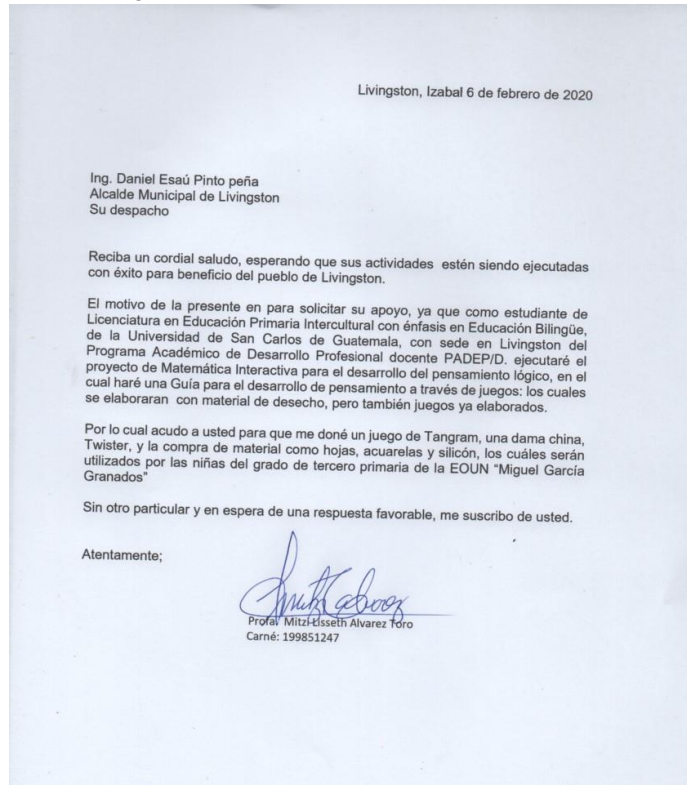 Livingston, Izabal 6 de febrero de 2020
Ing. Daniel Esaú Pinto peña
Alcalde Municipal de Livingston
Su despacho
Reciba un cordial saludo, esperando que sus actividades estén siendo ejecutadas
con éxito para beneficio del pueblo de Livingston.
El motivo de la presente en para solicitar su apoyo, ya que como estudiante de
Licenciatura en Educación Primaria Intercultural con énfasis en Educación Bilingüe,
de la Universidad de San Carlos de Guatemala, con sede en Livingston del
Programa Académico de Desarrollo Profesional docente PADEP/D. ejecutaré el
proyecto de Matemática Interactiva para el desarrollo del pensamiento lógico, en el
cual haré una Guía para el desarrollo de pensamiento a través de juegos: los cuales
se elaboraran con material de desecho, pero también juegos ya elaborados.
Por lo cual acudo a usted para que me doné un juego de Tangram, una dama china,
Twister, y la compra de material como hojas, acuarelas y silicón, los cuáles serán
utilizados por las niñas del grado de tercero primaria de la EOUN “Miguel García
Granados”
Sin otro particular y en espera de una respuesta favorable, me suscribo de usted.
Atentamente;
Profa. Mitzi Lisseth Alvarez Toro
Carné: 199851247